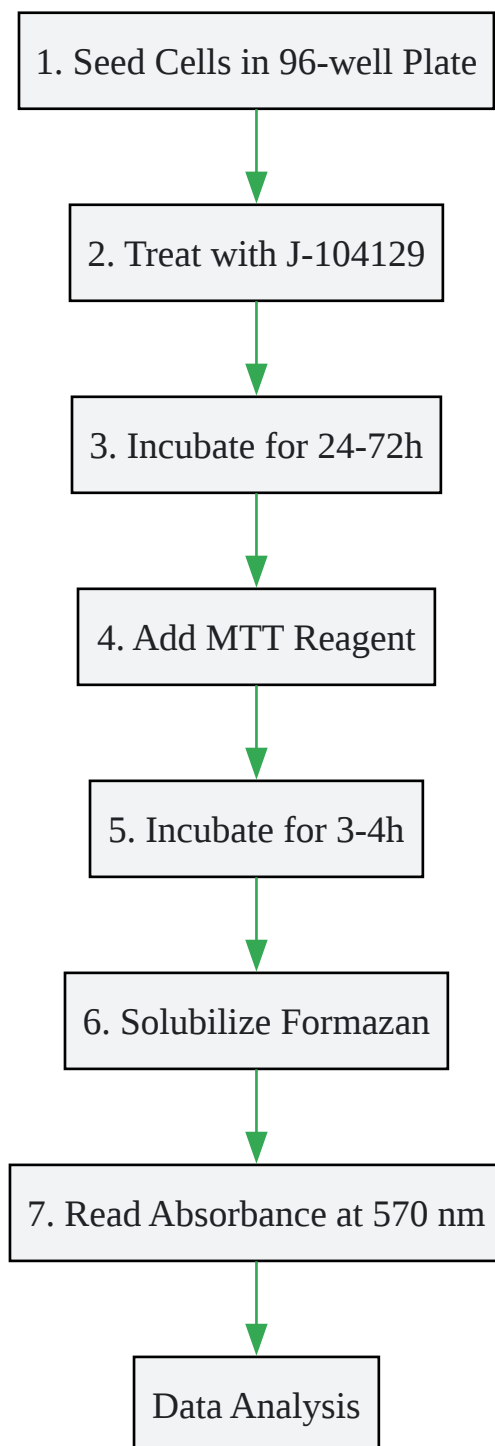 1. Seed Cells in 96-well Plate
2. Treat with J-104129
3. Incubate for 24-72h
4. Add MTT Reagent
5. Incubate for 3-4h
6. Solubilize Formazan
7. Read Absorbance at 570 nm
Data Analysis